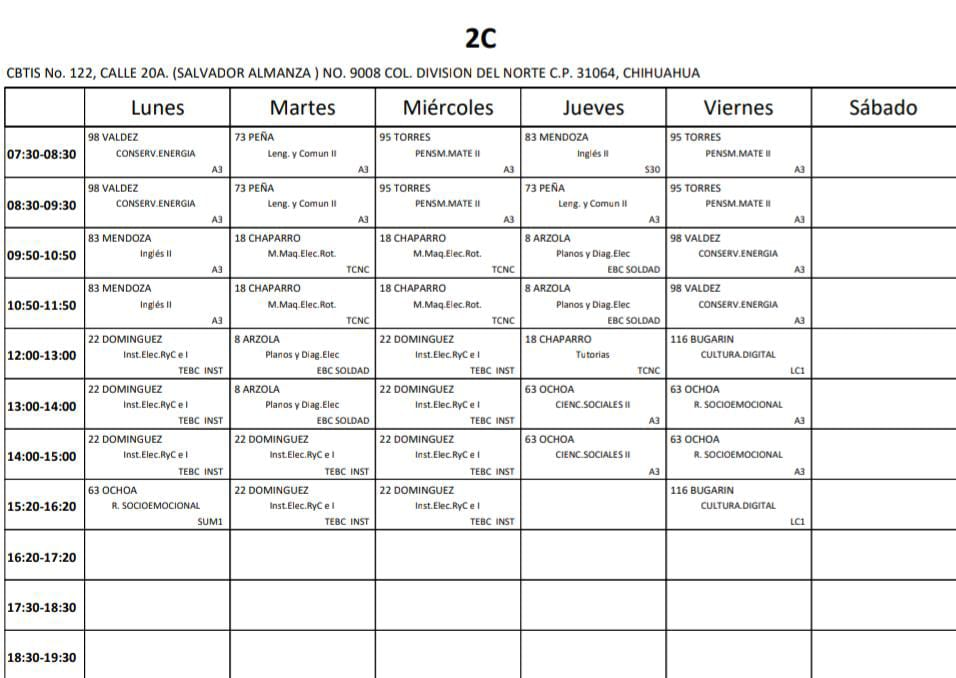 2C
CBTIS No. 122, CALLE 20A. (SALVADOR ALMANZA ) NO. 9008 COL. DIVISION DEL NORTE C.P. 31064, CHIHUAHUA
Lunes Martes Miércoles Jueves Viernes Sábado
98 VALDEZ 73 PEÑA 95 TORRES 83 MENDOZA 95 TORRES
07:30-08:30 CONSERV.ENERGIA Leng. y Comun II PENSM.MATE II Inglés II PENSM.MATE II
A3 A3 A3 S30 A3
98 VALDEZ 73 PEÑA 95 TORRES 73 PEÑA 95 TORRES
08:30-09:30 CONSERV.ENERGIA Leng. y Comun II PENSM.MATE II Leng. y Comun II PENSM.MATE II
A3 A3 A3 A3 A3
83 MENDOZA 18 CHAPARRO 18 CHAPARRO 8 ARZOLA 98 VALDEZ
09:50-10:50 Inglés II M.Maq.Elec.Rot. M.Maq.Elec.Rot. Planos y Diag.Elec CONSERV.ENERGIA
A3 TCNC TCNC EBC SOLDAD A3
83 MENDOZA 18 CHAPARRO 18 CHAPARRO 8 ARZOLA 98 VALDEZ
10:50-11:50 Inglés II M.Maq.Elec.Rot. M.Maq.Elec.Rot. Planos y Diag.Elec CONSERV.ENERGIA
A3 TCNC TCNC EBC SOLDAD A3
22 DOMINGUEZ 8 ARZOLA 22 DOMINGUEZ 18 CHAPARRO 116 BUGARIN
12:00-13:00 Inst.Elec.RyC e I Planos y Diag.Elec Inst.Elec.RyC e I Tutorias CULTURA.DIGITAL
TEBC INST EBC SOLDAD TEBC INST TCNC LC1
22 DOMINGUEZ 8 ARZOLA 22 DOMINGUEZ 63 OCHOA 63 OCHOA
13:00-14:00 Inst.Elec.RyC e I Planos y Diag.Elec Inst.Elec.RyC e I CIENC.SOCIALES II R. SOCIOEMOCIONAL
TEBC INST EBC SOLDAD TEBC INST A3 A3
22 DOMINGUEZ 22 DOMINGUEZ 22 DOMINGUEZ 63 OCHOA 63 OCHOA
14:00-15:00 Inst.Elec.RyC e I Inst.Elec.RyC e I Inst.Elec.RyC e I CIENC.SOCIALES II R. SOCIOEMOCIONAL
TEBC INST TEBC INST TEBC INST A3 A3
63 OCHOA 22 DOMINGUEZ 22 DOMINGUEZ 116 BUGARIN
15:20-16:20 R. SOCIOEMOCIONAL Inst.Elec.RyC e I Inst.Elec.RyC e I CULTURA.DIGITAL
SUM1 TEBC INST TEBC INST LC1
16:20-17:20
17:30-18:30
18:30-19:30